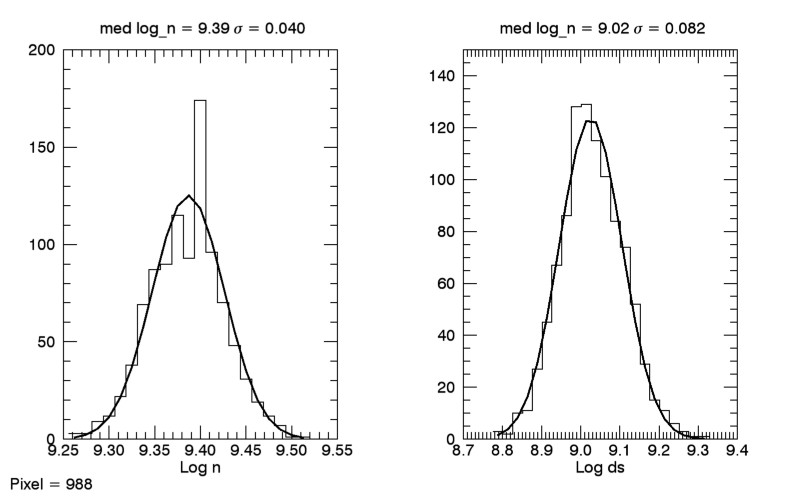 med log_n = 9.39 σ = 0.040
200
150
100
50
0
9.25 9.30 9.35 9.40 9.45 9.50 9.55
Log n
med log_n = 9.02 σ = 0.082
140
120
100
80
60
40
20
0
8.7 8.8 8.9 9.0 9.1 9.2 9.3 9.4
Log ds
Pixel = 988